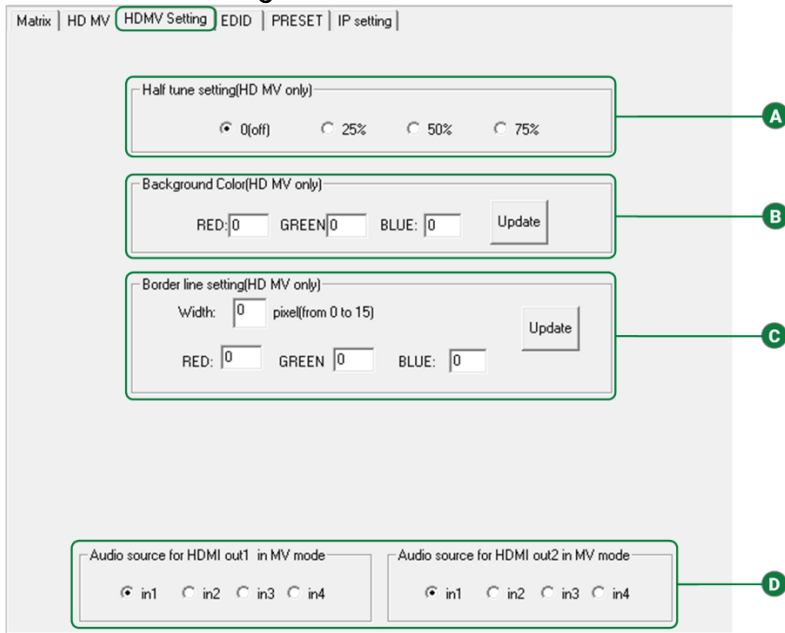 Matrix HD MV HDMV Setting EDID PRESET IP setting
Half tune setting(HD MV only)
0(off) 25% 50% 75%
A
Background Color(HD MV only)
RED: 0 GREEN 0 BLUE: 0 Update
B
Border line setting(HD MV only)
Width: 0 pixel(from 0 to 15)
Update
C
RED: 0 GREEN 0 BLUE: 0
Audio source for HDMI out1 in MV mode Audio source for HDMI out2 in MV mode
in1 in2 in3 in4 in1 in2 in3 in4
D